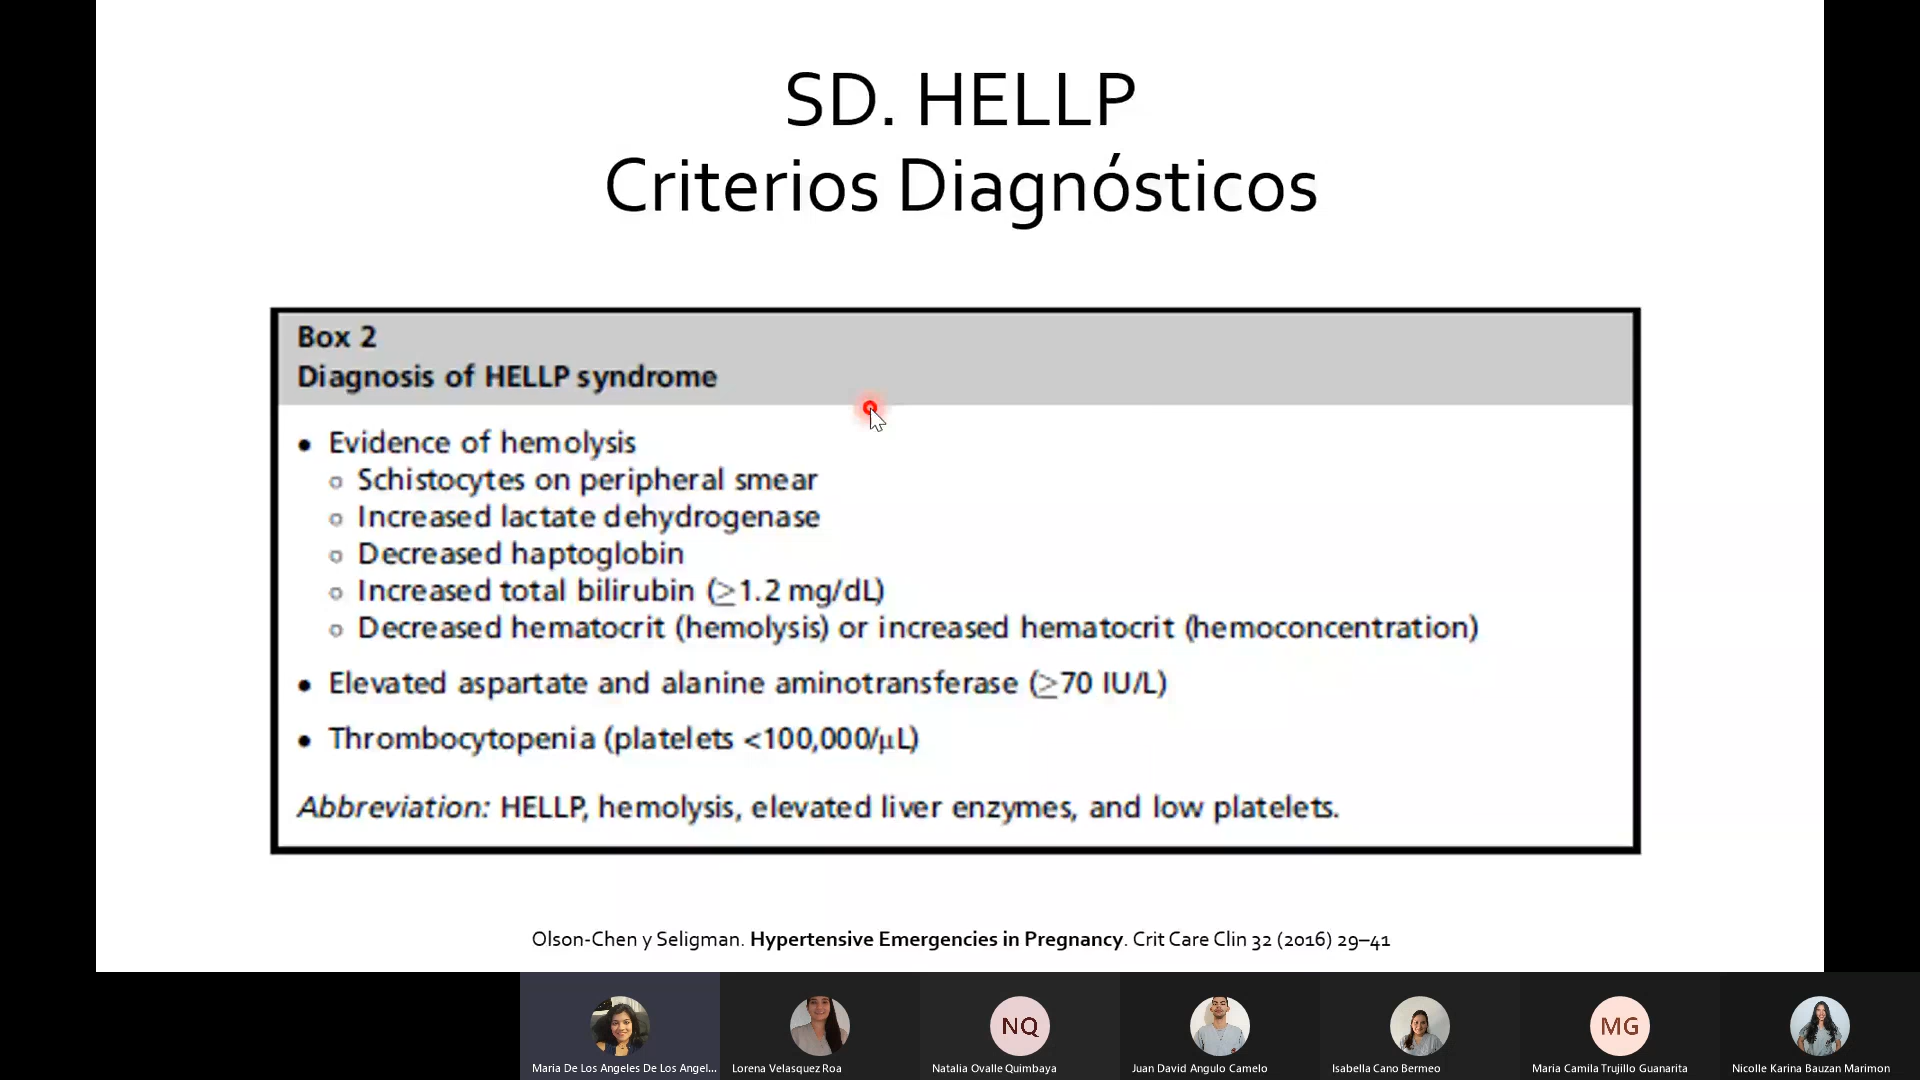 SD. HELLP
Criterios Diagnósticos
Box 2
Diagnosis of HELLP syndrome
• Evidence of hemolysis
○ Schistocytes on peripheral smear
○ Increased lactate dehydrogenase
○ Decreased haptoglobin
○ Increased total bilirubin (≥1.2 mg/dL)
○ Decreased hematocrit (hemolysis) or increased hematocrit (hemoconcentration)
• Elevated aspartate and alanine aminotransferase (≥70 IU/L)
• Thrombocytopenia (platelets <100,000/μL)
Abbreviation: HELLP, hemolysis, elevated liver enzymes, and low platelets.
Olson-Chen y Seligman. Hypertensive Emergencies in Pregnancy. Crit Care Clin 32 (2016) 29–41
NQ
MG
Maria De Los Angeles De Los Angel...
Lorena Velasquez Roa
Natalia Ovalle Quimbaya
Juan David Angulo Camelo
Isabella Cano Bermeo
Maria Camila Trujillo Guanarita
Nicolle Karina Bauzan Marimon